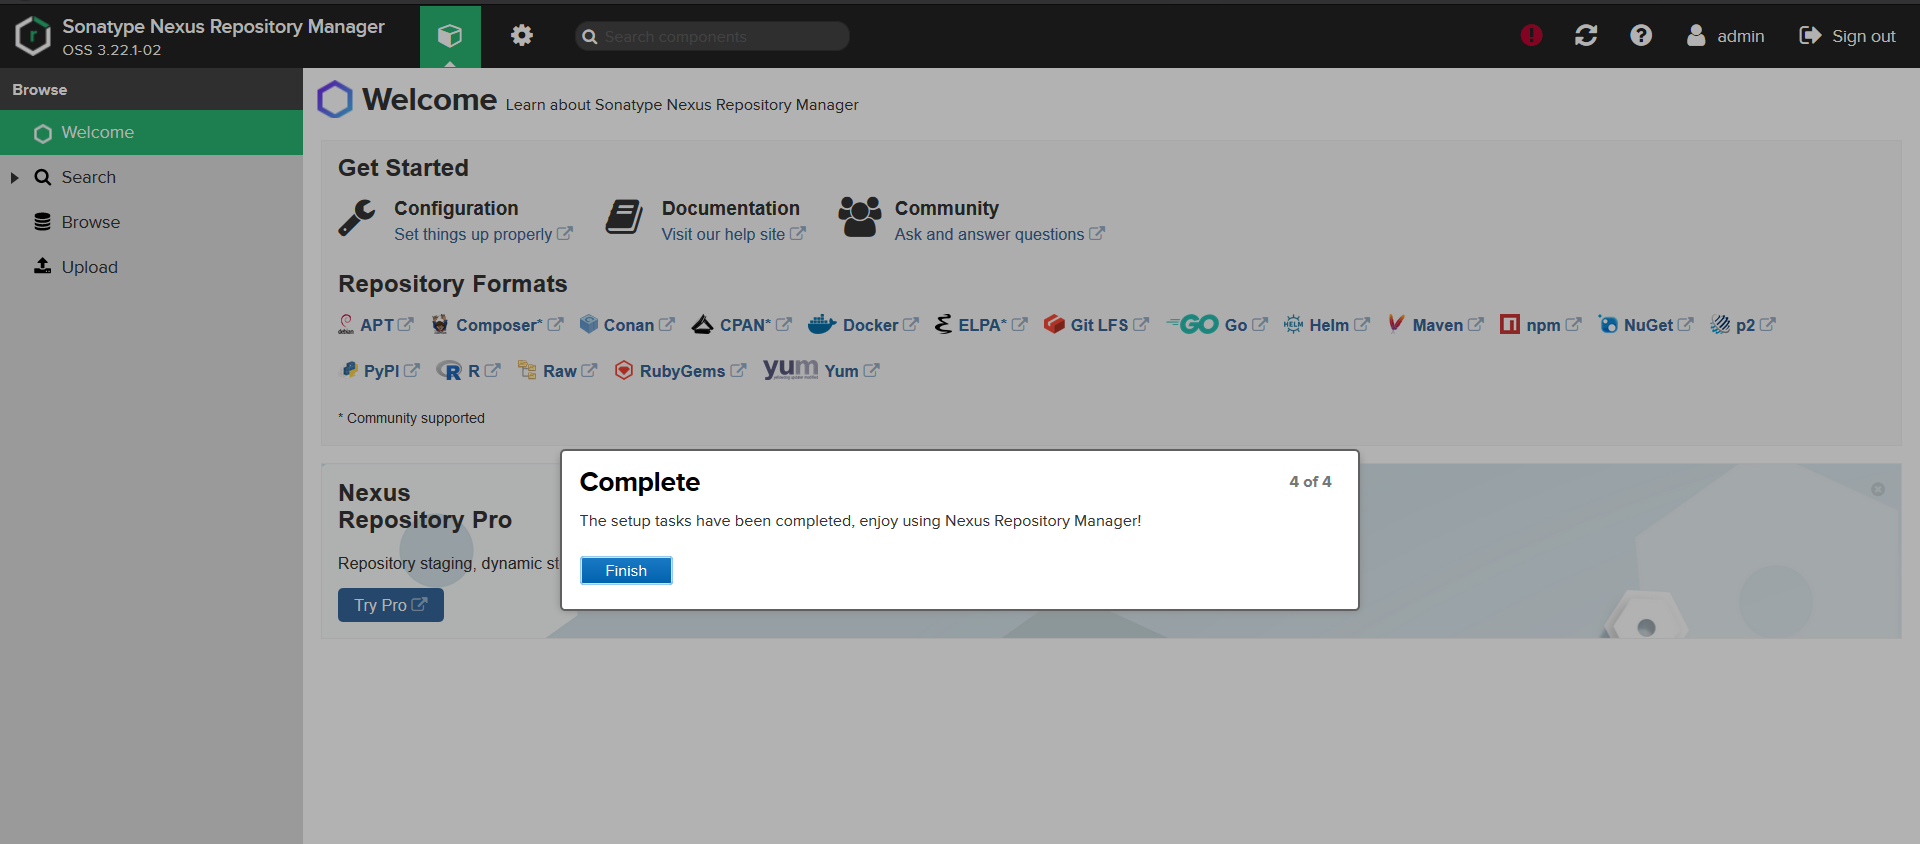 Sonatype Nexus Repository Manager
OSS 3.22.1-02
Search components
admin
Sign out
Browse
Welcome
Search
Browse
Upload
Welcome Learn about Sonatype Nexus Repository Manager
Get Started
Configuration
Set things up properly
Documentation
Visit our help site
Community
Ask and answer questions
Repository Formats
APT Composer* Conan CPAN* Docker ELPA* Git LFS Go Helm Maven npm NuGet p2
PyPI R Raw RubyGems yum Yum
* Community supported
Nexus
Repository Pro
Repository staging, dynamic st
Try Pro
Complete
4 of 4
The setup tasks have been completed, enjoy using Nexus Repository Manager!
Finish